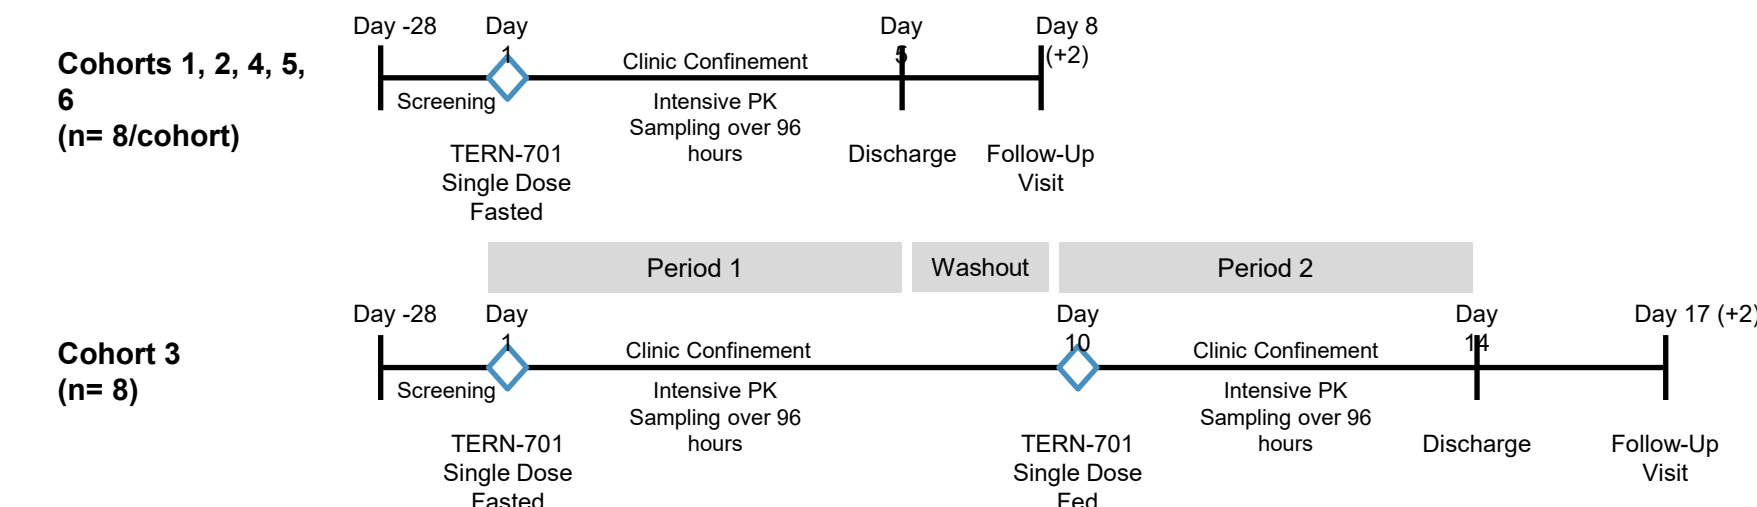 Day -28
Day
1
Day
5
Day 8
(+2)
Cohorts 1, 2, 4, 5,
6
(n= 8/cohort)
Clinic Confinement
Screening
Intensive PK
Sampling over 96
hours
TERN-701
Single Dose
Fasted
Discharge
Follow-Up
Visit
Period 1
Washout
Period 2
Day -28
Day
1
Day
10
Day
14
Day 17 (+2)
Cohort 3
(n= 8)
Clinic Confinement
Clinic Confinement
Screening
Intensive PK
Sampling over 96
hours
Intensive PK
Sampling over 96
hours
TERN-701
Single Dose
Fasted
TERN-701
Single Dose
Fed
Discharge
Follow-Up
Visit